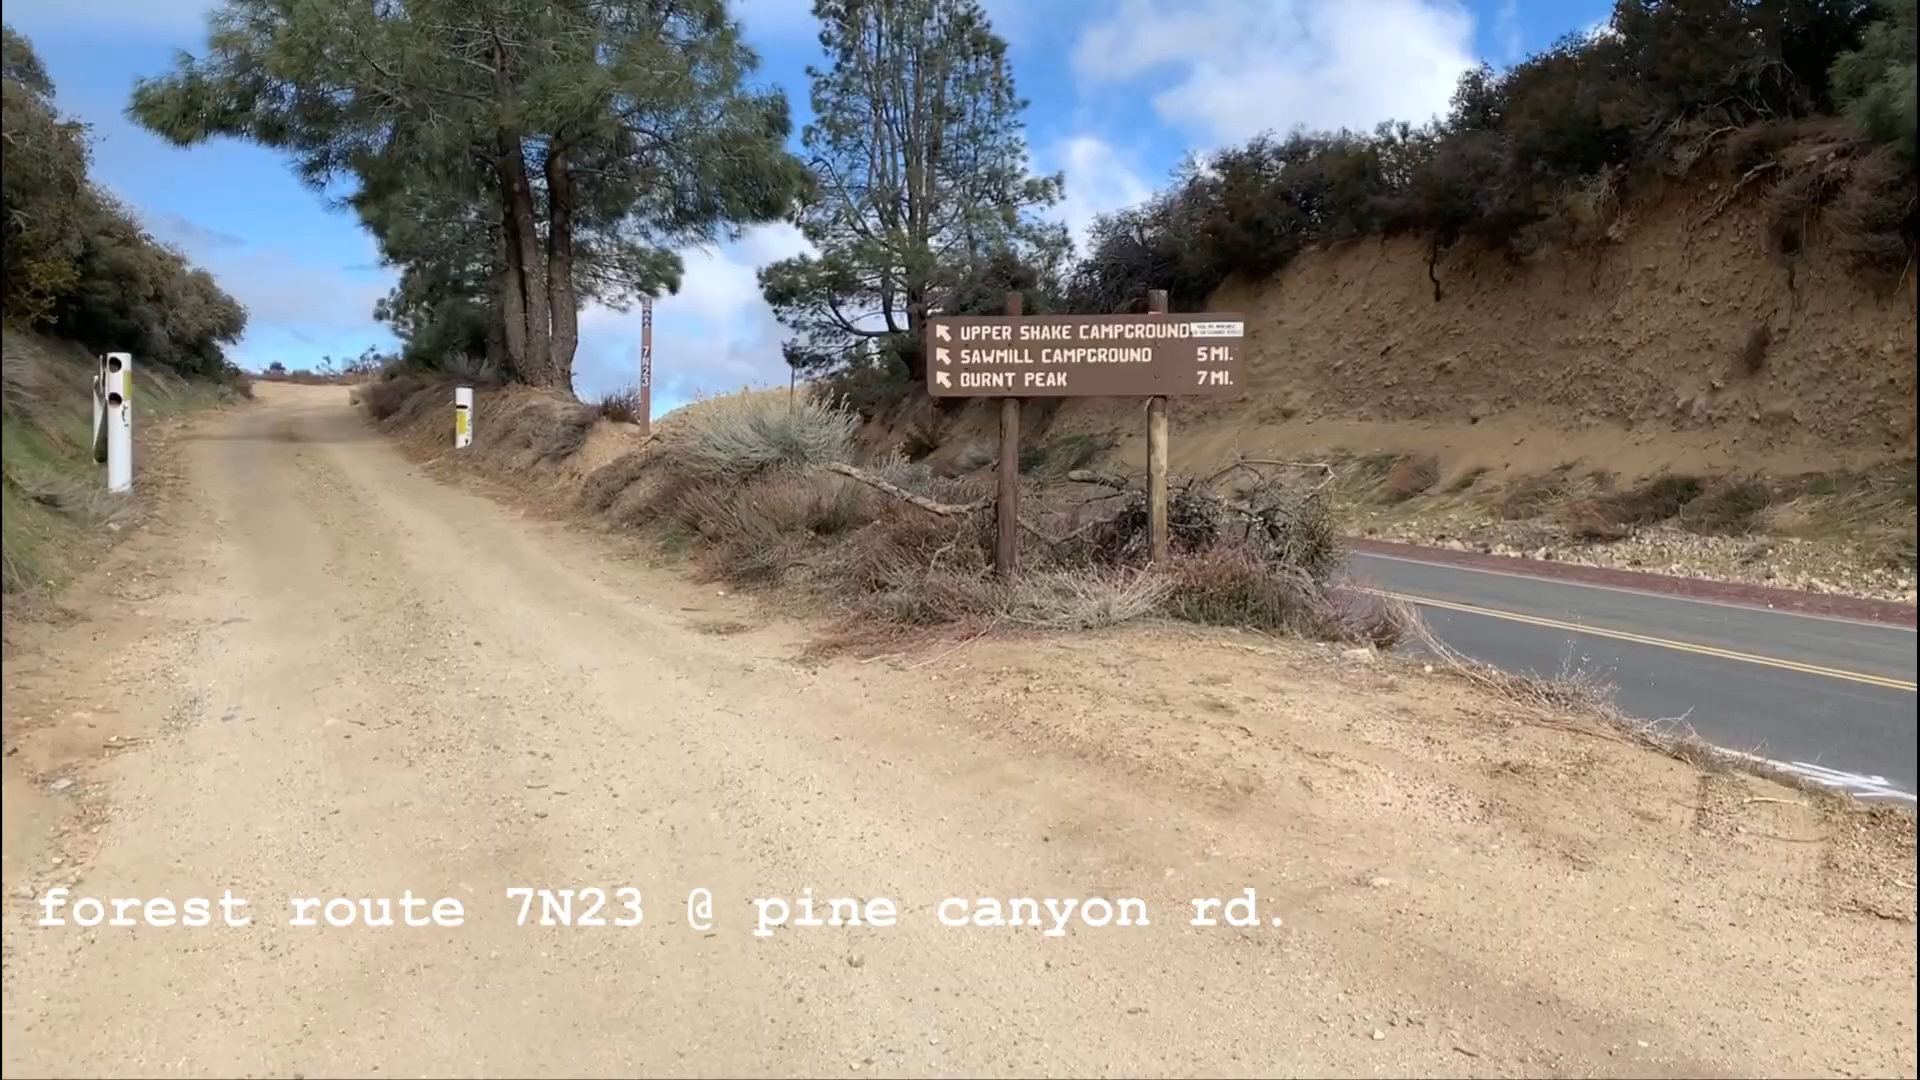 UPPER SHAKE CAMPGROUND
SAWMILL CAMPGROUND 5 MI.
BURNT PEAK 7 MI.
7N23
forest route 7N23 @ pine canyon rd.